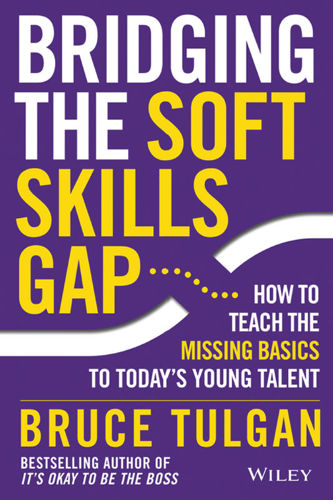 BRIDGING
THE SOFT
SKILLS
GAP
HOW TO
TEACH THE
MISSING BASICS
TO TODAY'S YOUNG TALENT
BRUCE TULGAN
BESTSELLING AUTHOR OF
IT'S OKAY TO BE THE BOSS
WILEY